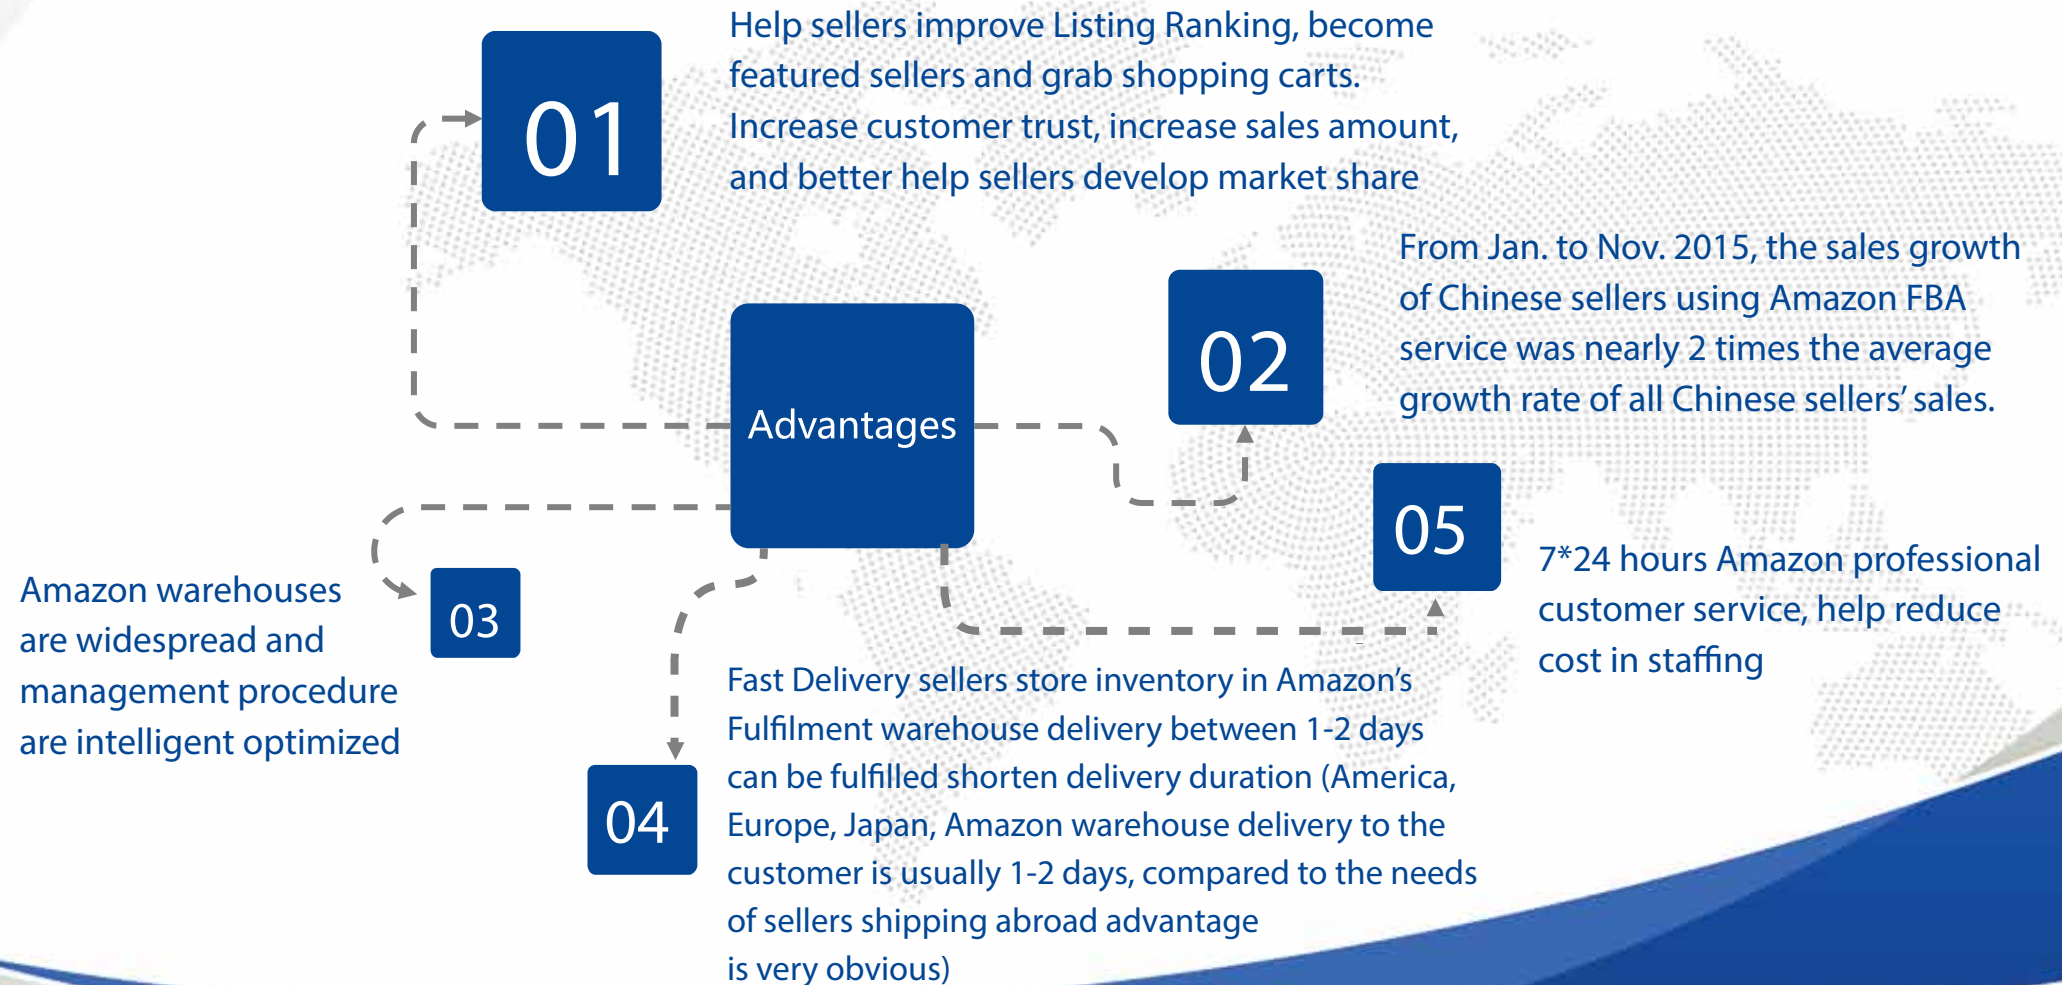 01
Help sellers improve Listing Ranking, become
featured sellers and grab shopping carts.
Increase customer trust, increase sales amount,
and better help sellers develop market share
Advantages
02
From Jan. to Nov. 2015, the sales growth
of Chinese sellers using Amazon FBA
service was nearly 2 times the average
growth rate of all Chinese sellers’ sales.
03
Amazon warehouses
are widespread and
management procedure
are intelligent optimized
04
Fast Delivery sellers store inventory in Amazon’s
Fulfilment warehouse delivery between 1-2 days
can be fulfilled shorten delivery duration (America,
Europe, Japan, Amazon warehouse delivery to the
customer is usually 1-2 days, compared to the needs
of sellers shipping abroad advantage
is very obvious)
05
7*24 hours Amazon professional
customer service, help reduce
cost in staffing